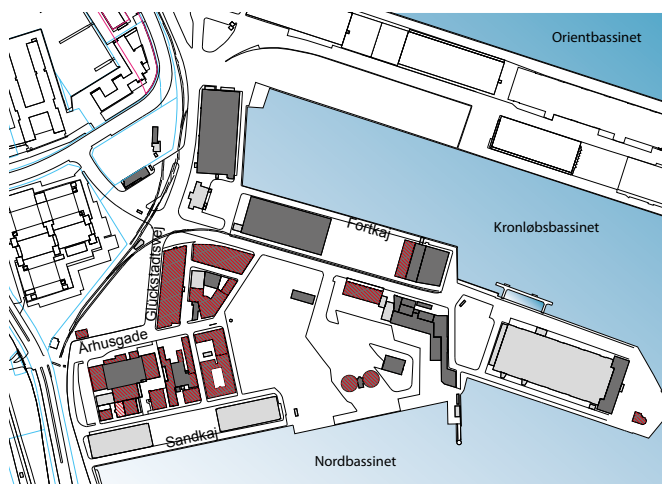 Orientbassinet
Kronløbsbassinet
Fortkaj
Glückstadtsvej
Århusgade
Sandkaj
Nordbassinet